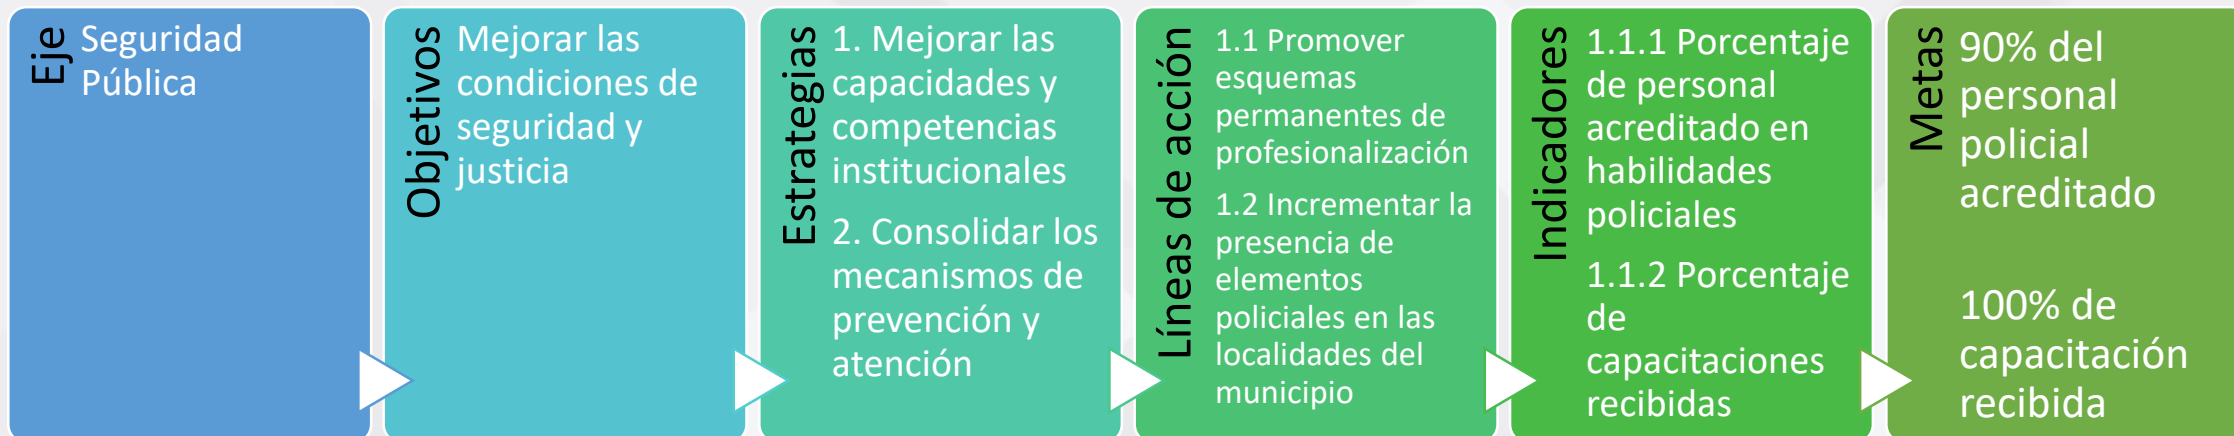 Eje
Seguridad
Pública
Objetivos
Mejorar las
condiciones de
seguridad y
justicia
Estrategias
1. Mejorar las
capacidades y
competencias
institucionales
2. Consolidar los
mecanismos de
prevención y
atención
Líneas de acción
1.1 Promover
esquemas
permanentes de
profesionalización
1.2 Incrementar la
presencia de
elementos
policiales en las
localidades del
municipio
Indicadores
1.1.1 Porcentaje
de personal
acreditado en
habilidades
policiales
1.1.2 Porcentaje
de
capacitaciones
recibidas
Metas
90% del
personal
policial
acreditado
100% de
capacitación
recibida